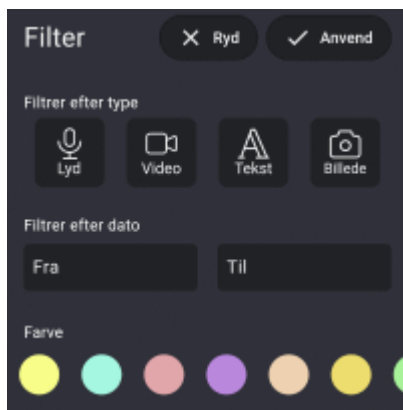 Filter
Ryd
Anvend
Filtrer efter type
Lyd
Video
Tekst
Billede
Filtrer efter dato
Fra
Til
Farve